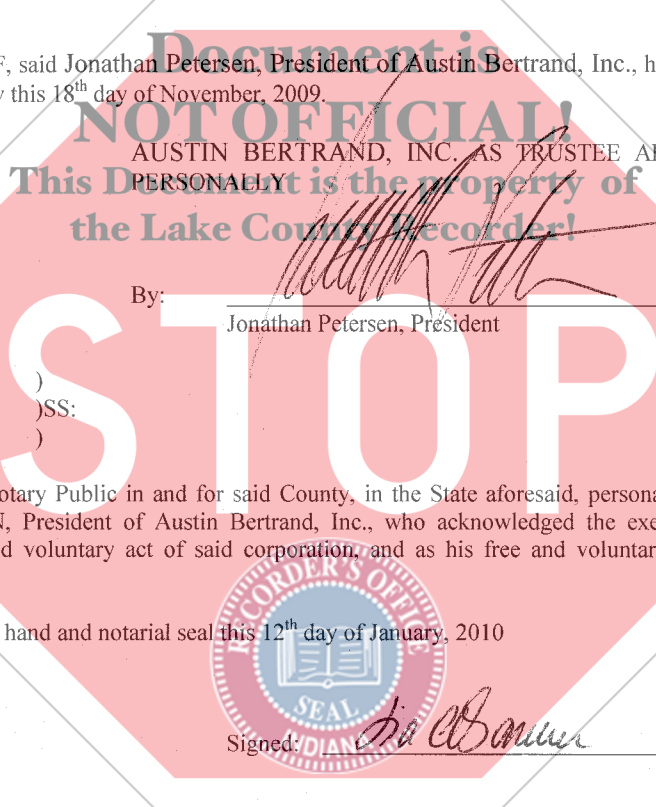 Document is
F, said Jonathan Petersen, President of Austin Bertrand, Inc., h
y this 18th day of November, 2009.
NOT OFFICIAL!
AUSTIN BERTRAND, INC. AS TRUSTEE A
This Document is the property of
PERSONALLY
the Lake County Recorder!
By:
Jonathan Petersen, President
STOP
)
)SS:
)
otary Public in and for said County, in the State aforesaid, persona
N, President of Austin Bertrand, Inc., who acknowledged the exe
d voluntary act of said corporation, and as his free and voluntar
RECORDER'S OFFICE
hand and notarial seal this 12th day of January, 2010
SEAL
Signed: